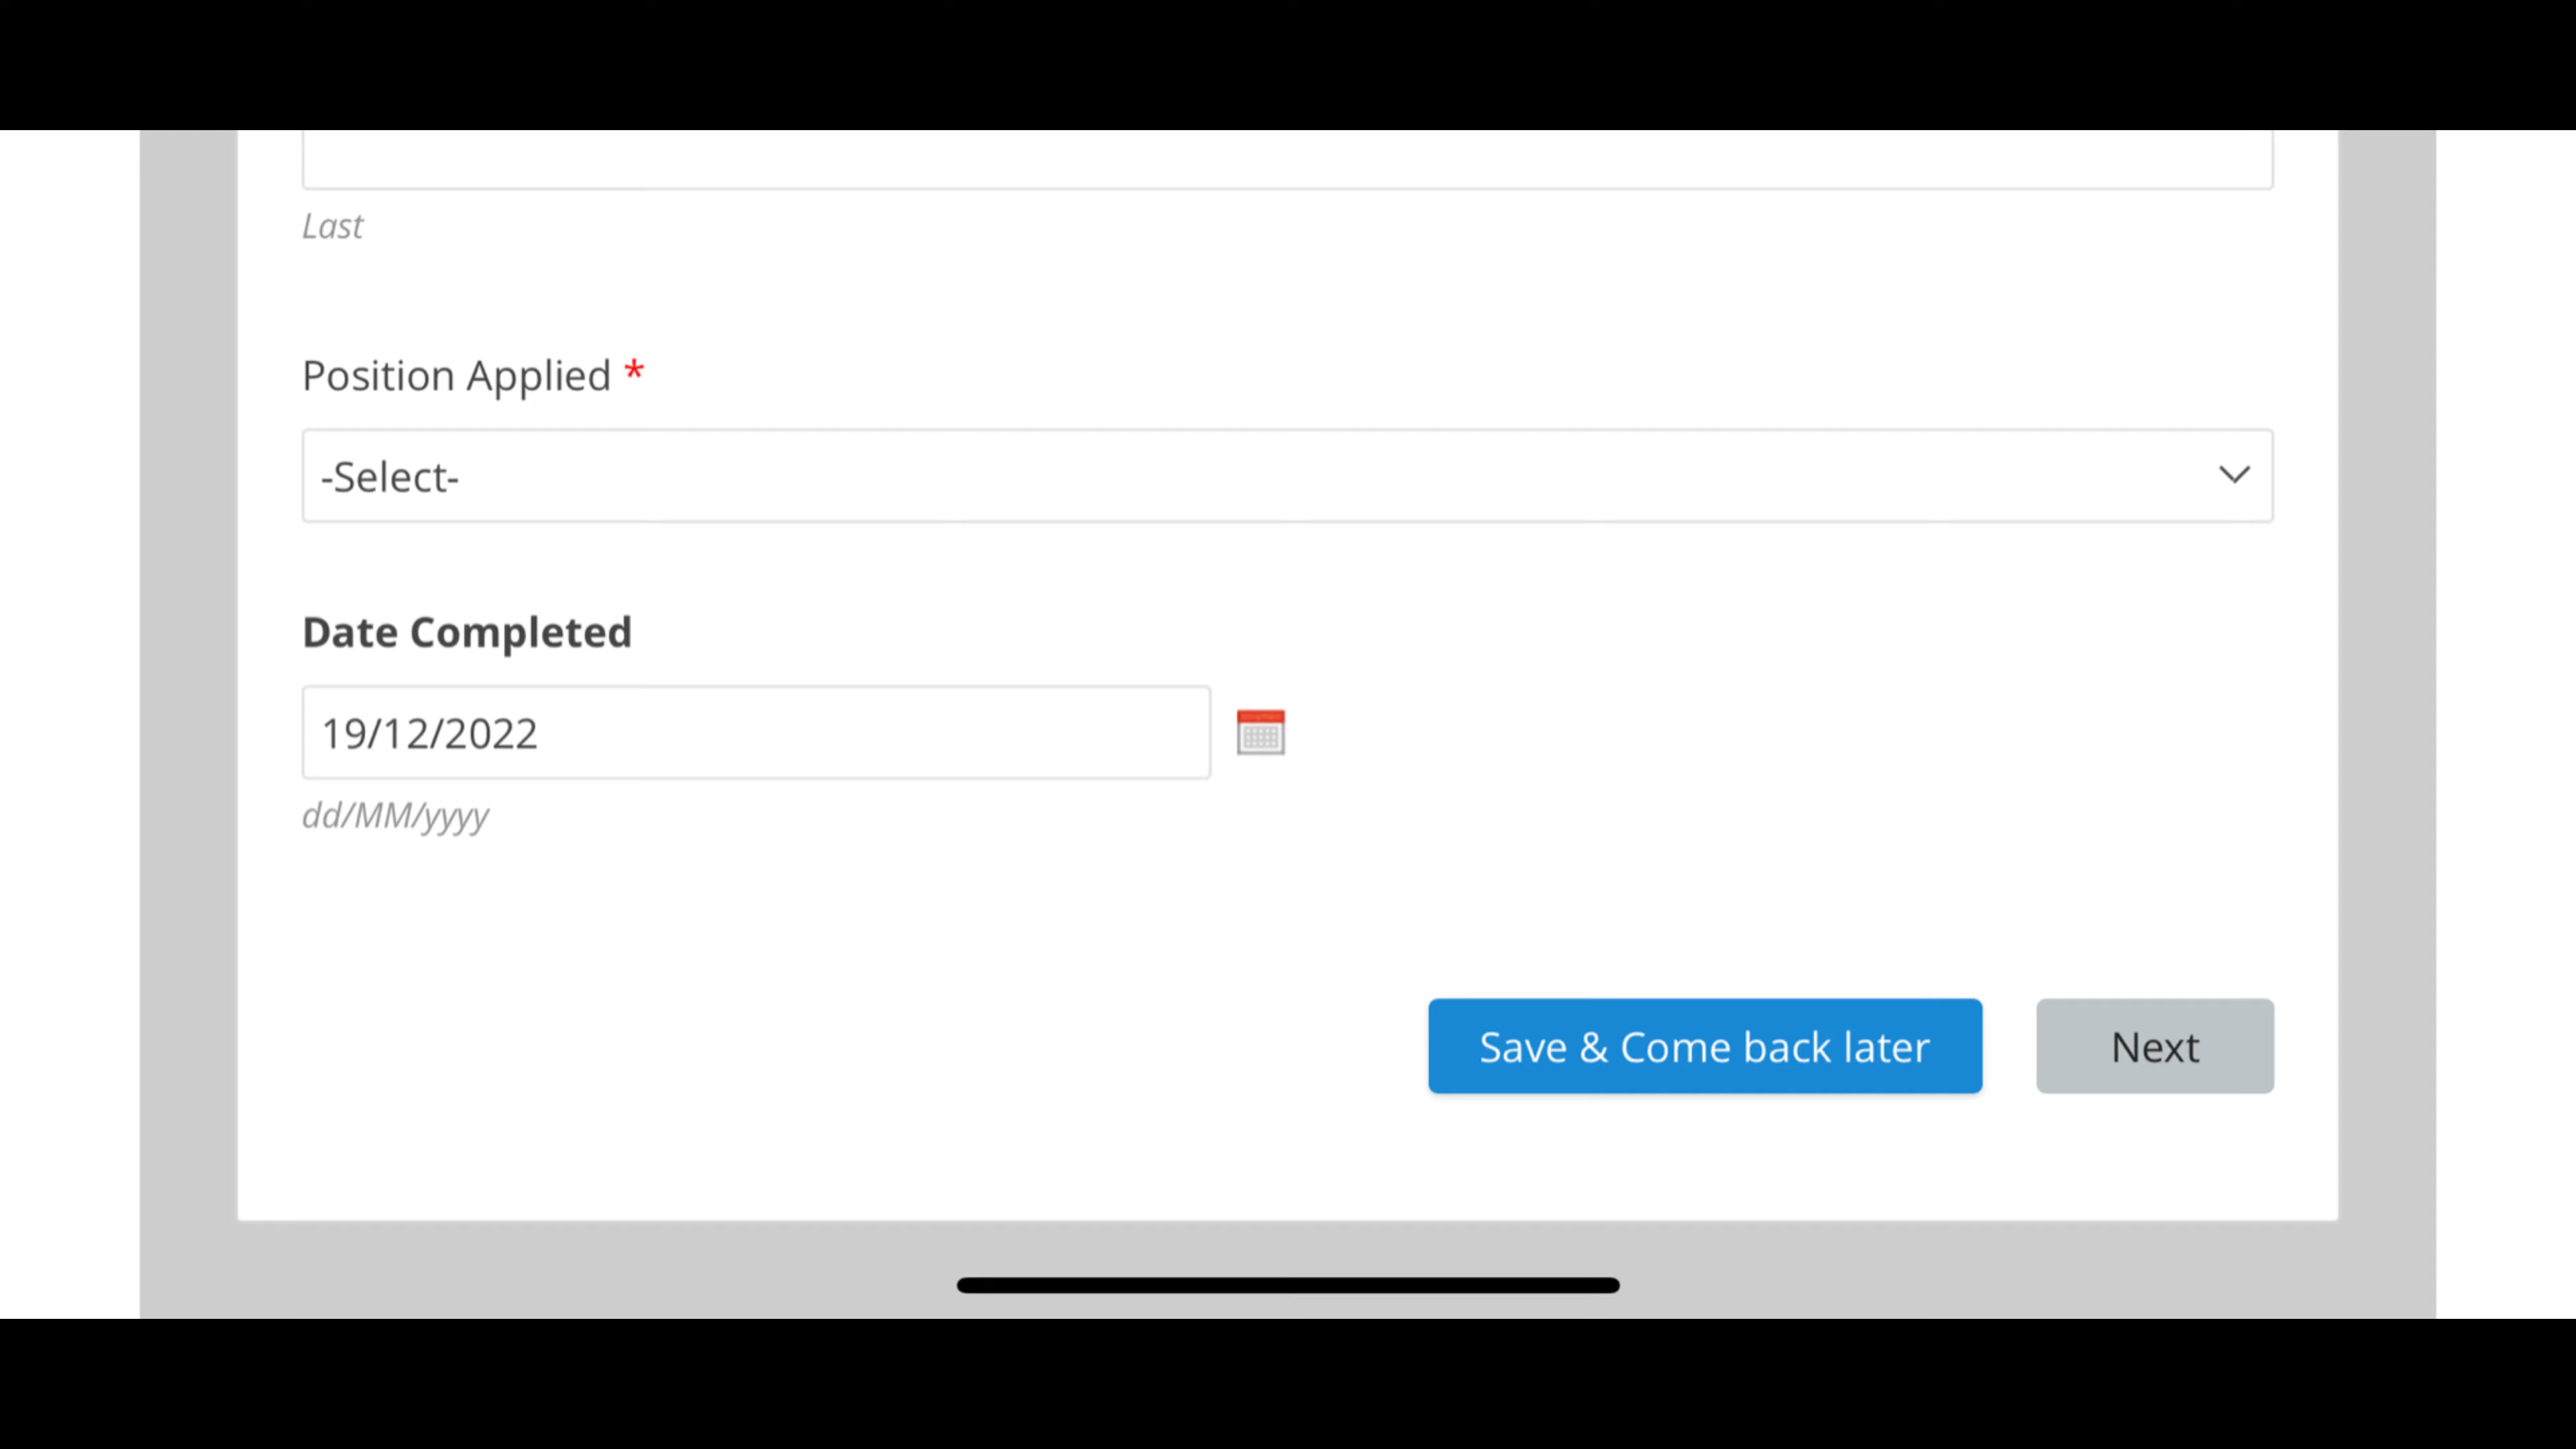 Last
Position Applied *
-Select-
Date Completed
19/12/2022
dd/MM/yyyy
Save & Come back later
Next